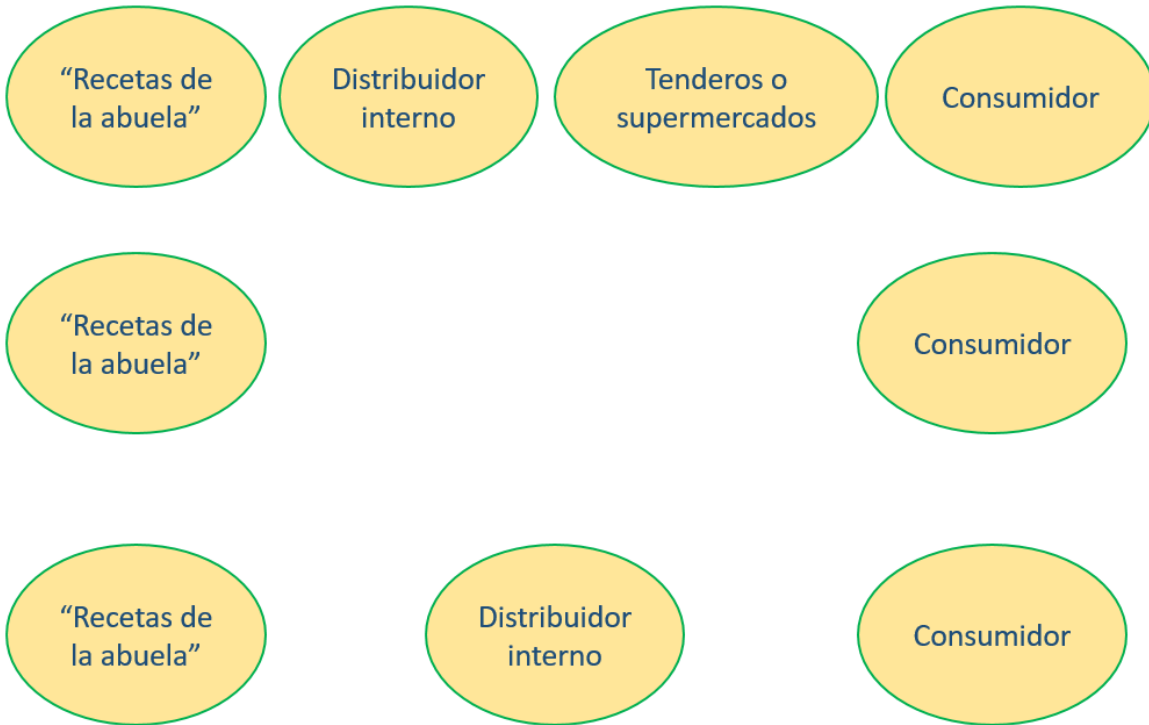 “Recetas de
la abuela”
Distribuidor
interno
Tenderos o
supermercados
Consumidor
“Recetas de
la abuela”
Consumidor
“Recetas de
la abuela”
Distribuidor
interno
Consumidor